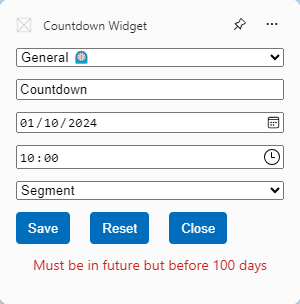 Countdown Widget
General
Countdown
01/10/2024
10:00
Segment
Save Reset Close
Must be in future but before 100 days